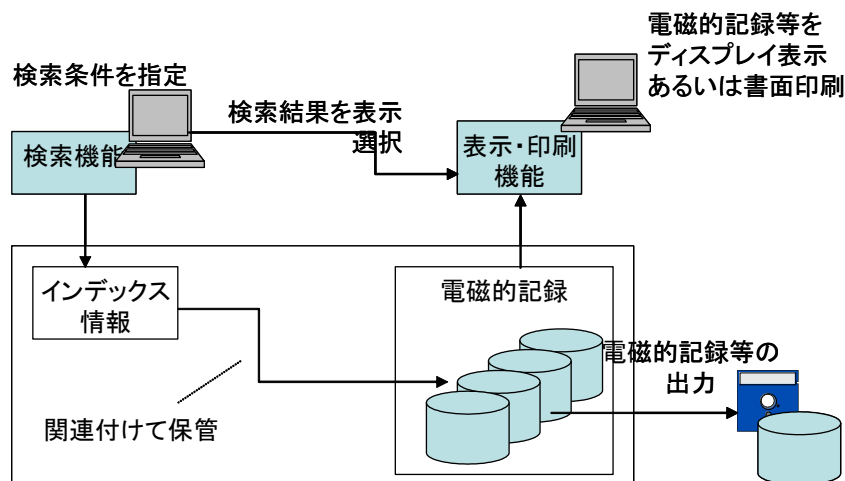 電磁的記録等を
ディスプレイ表示
あるいは書面印刷
検索条件を指定
検索結果を表示
選択
検索機能
表示・印刷
機能
インデックス
情報
電磁的記録
電磁的記録等の
出力
関連付けて保管